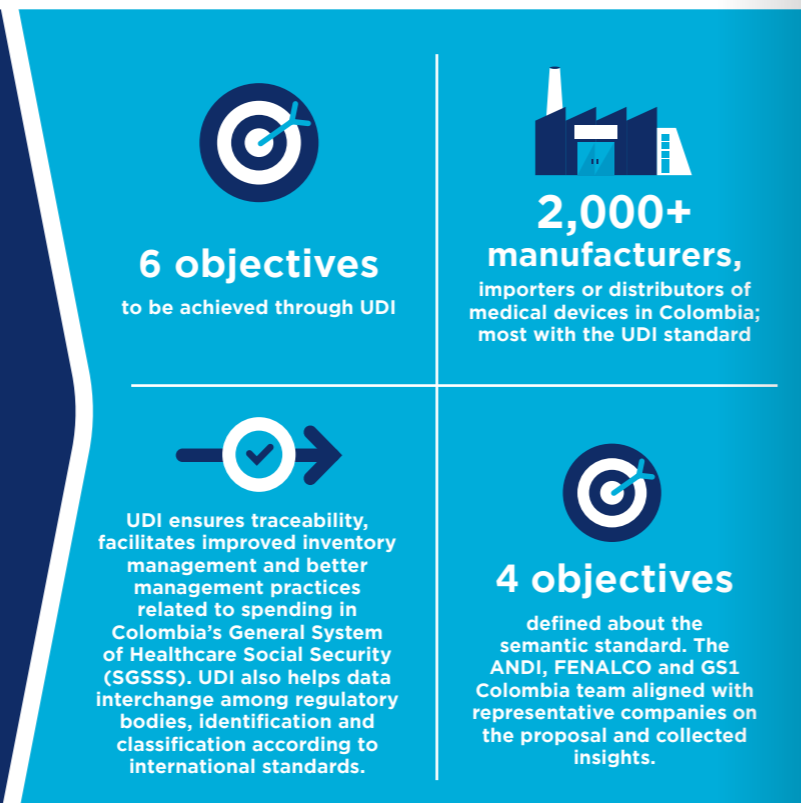 6 objectives
to be achieved through UDI
2,000+
manufacturers,
importers or distributors of
medical devices in Colombia;
most with the UDI standard
UDI ensures traceability,
facilitates improved inventory
management and better
management practices
related to spending in
Colombia’s General System
of Healthcare Social Security
(SGSSS). UDI also helps data
interchange among regulatory
bodies, identification and
classification according to
international standards.
4 objectives
defined about the
semantic standard. The
ANDI, FENALCO and GS1
Colombia team aligned with
representative companies on
the proposal and collected
insights.